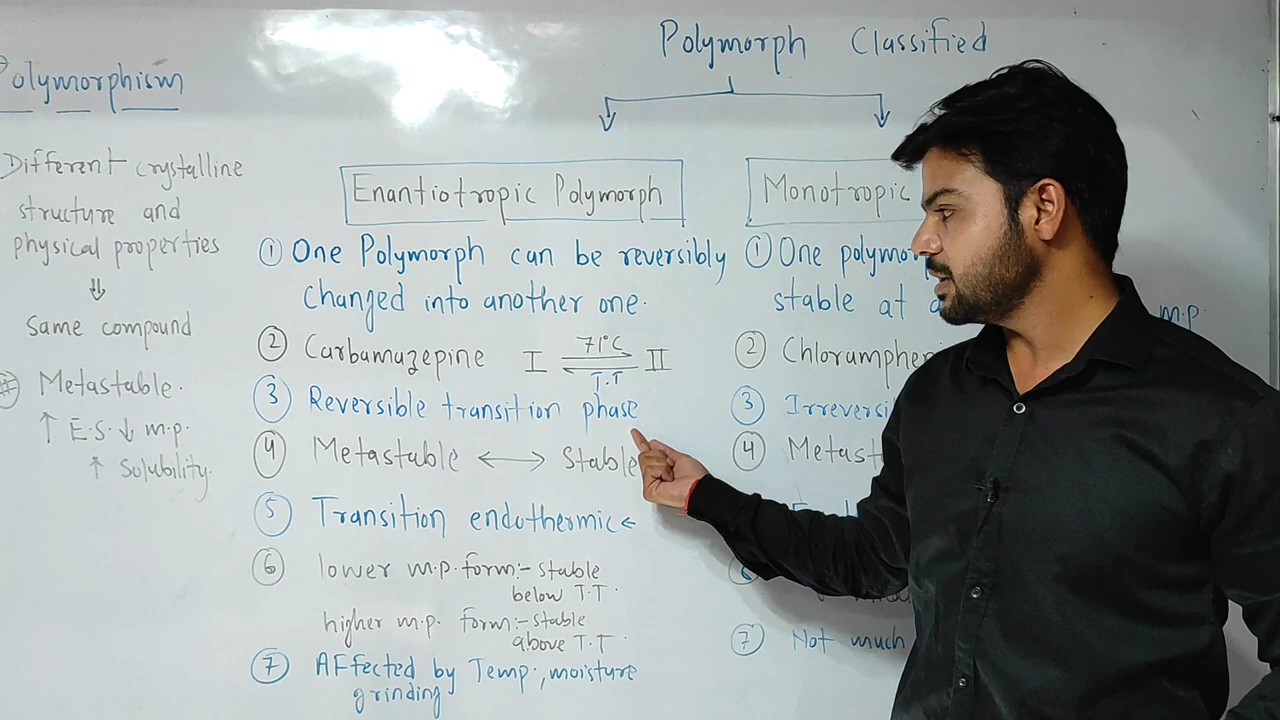 Polymorph Classified
Polymorphism
Different crystalline
structure and
physical properties
⇓
same compound
# Metastable.
↑ E.S. ↓ m.p.
↑ Solubility.
Enantiotropic Polymorph
① One Polymorph can be reversibly
changed into another one.
② Carbamazepine I 71°C ⇌ T.T II
③ Reversible transition phase
④ Metastable ⟷ Stable
⑤ Transition endothermic ←
⑥ lower m.p. form:- stable
below T.T.
higher m.p. form:- stable
above T.T.
⑦ Affected by Temp., moisture
grinding
Monotropic
① One polymor
stable at m.p.
② Chloramphen
③ Irreversi
④ Metast
⑦ Not much